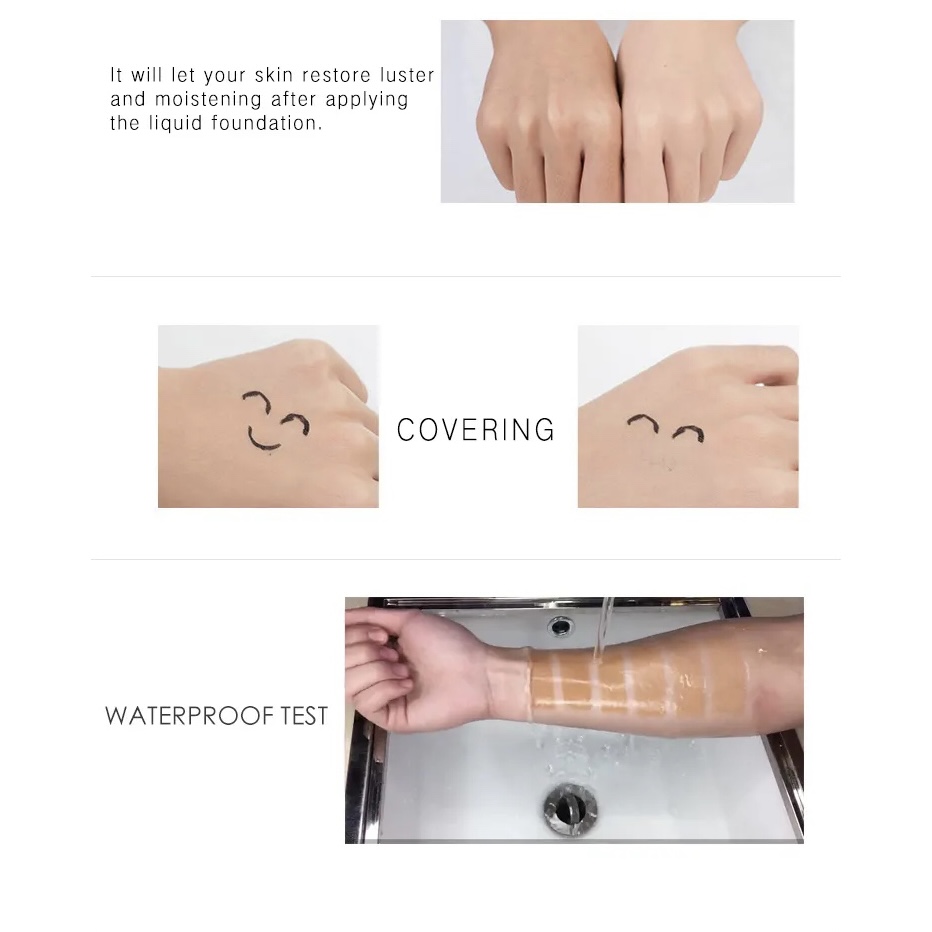 It will let your skin restore luster
and moistening after applying
the liquid foundation.
COVERING
WATERPROOF TEST